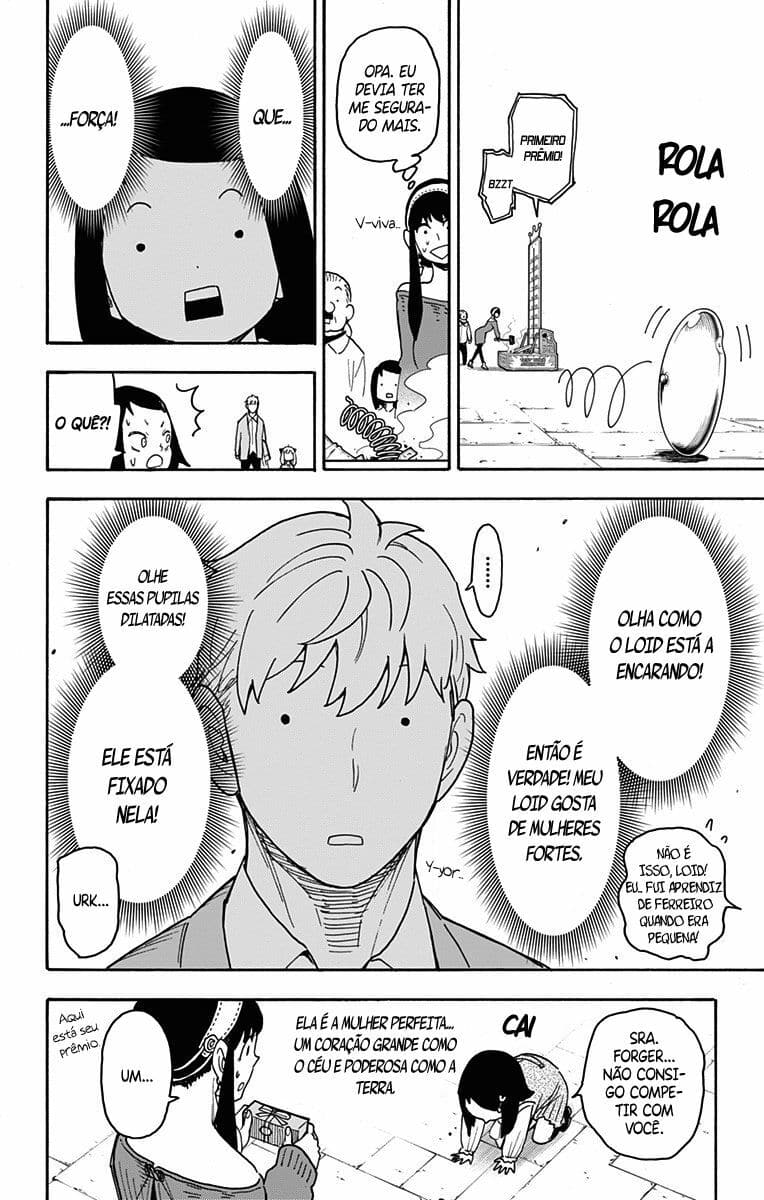 ROLA
ROLA
PRIMEIRO
PRÊMIO!
BZZT
OPA. EU
DEVIA TER
ME SEGURA-
DO MAIS.
V-viva..
QUE...
...FORÇA!
O QUÊ?!
OLHA COMO
O LOID ESTÁ A
ENCARANDO!
ENTÃO É
VERDADE! MEU
LOID GOSTA
DE MULHERES
FORTES.
NÃO É
ISSO, LOID!
EU... FUI APRENDIZ
DE FERREIRO
QUANDO ERA
PEQUENA!
........
Y-yor...
OLHE
ESSAS PUPILAS
DILATADAS!
ELE ESTÁ
FIXADO
NELA!
URK...
SRA.
FORGER...
NÃO CONSI-
GO COMPE-
TIR COM
VOCÊ.
CAI
ELA É A MULHER PERFEITA...
UM CORAÇÃO GRANDE COMO
O CÉU E PODEROSA COMO A
TERRA.
Aqui
está seu
prêmio.
UM...